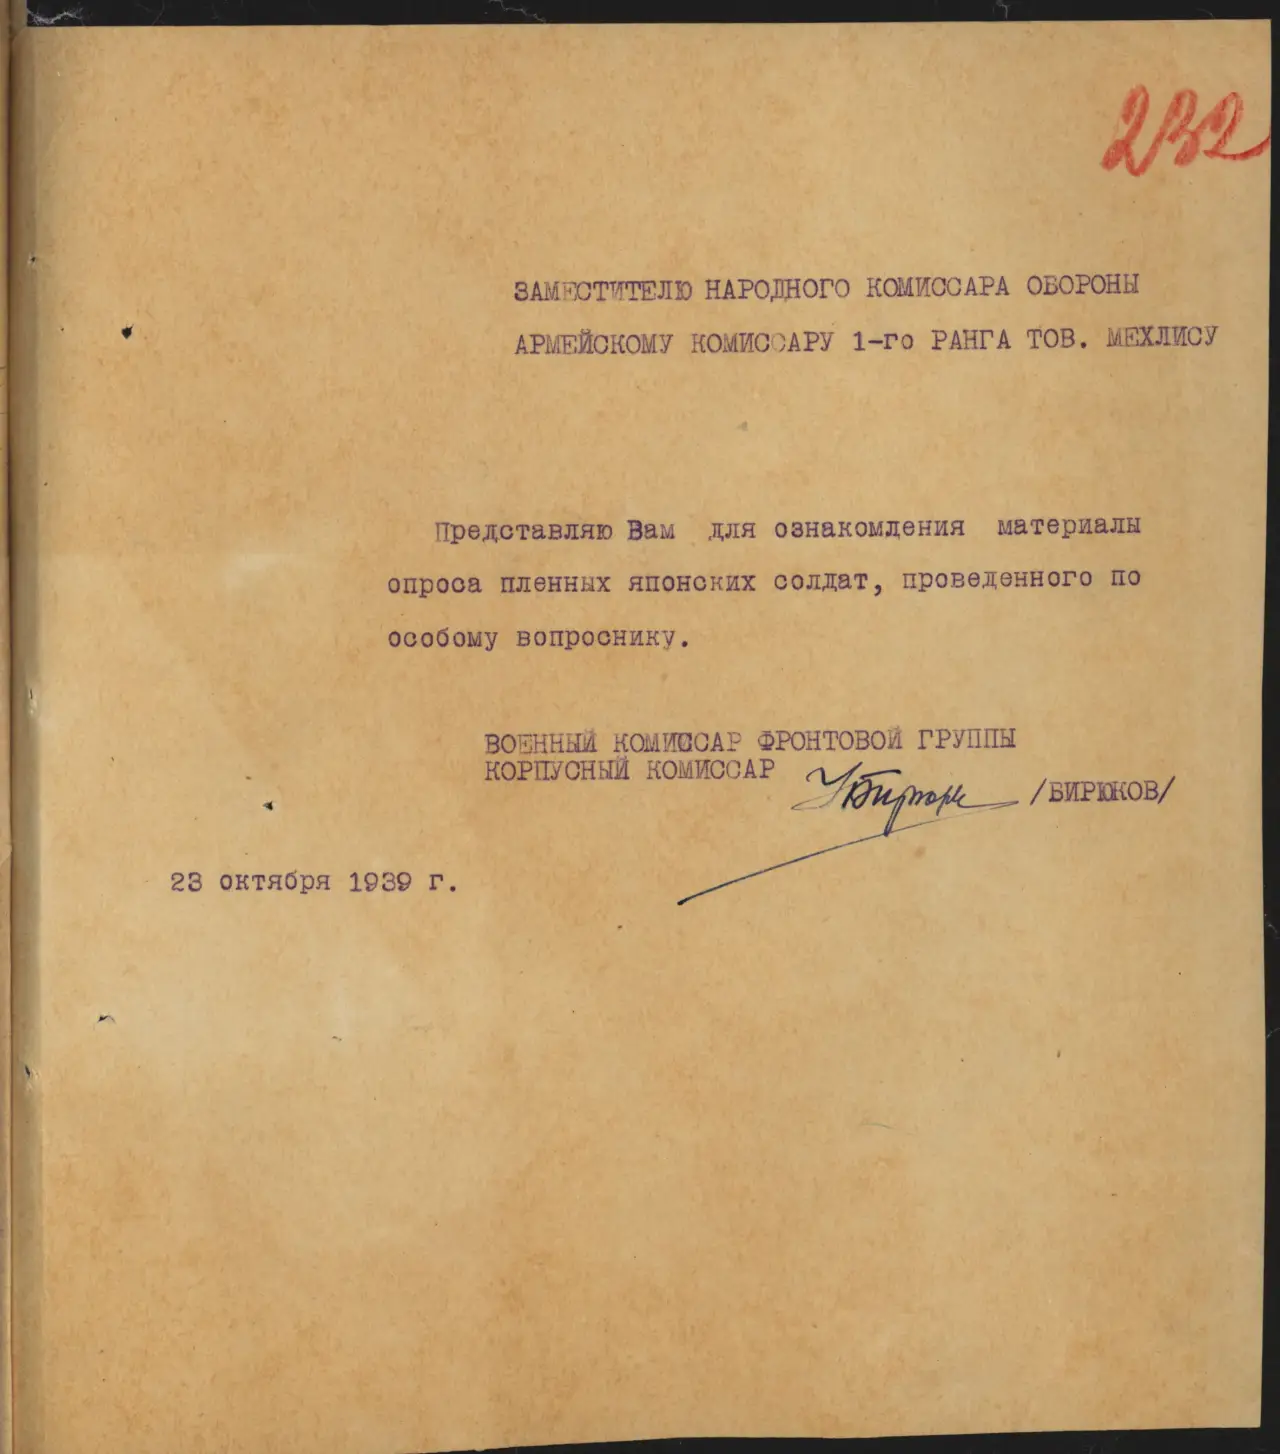 232
ЗАМЕСТИТЕЛЮ НАРОДНОГО КОМИССАРА ОБОРОНЫ
АРМЕЙСКОМУ КОМИССАРУ 1-го РАНГА ТОВ. МЕХЛИСУ
Представляю Вам для ознакомления материалы
опроса пленных японских солдат, проведенного по
особому вопроснику.
ВОЕННЫЙ КОМИССАР ФРОНТОВОЙ ГРУППЫ
КОРПУСНЫЙ КОМИССАР
/БИРЮКОВ/
23 октября 1939 г.